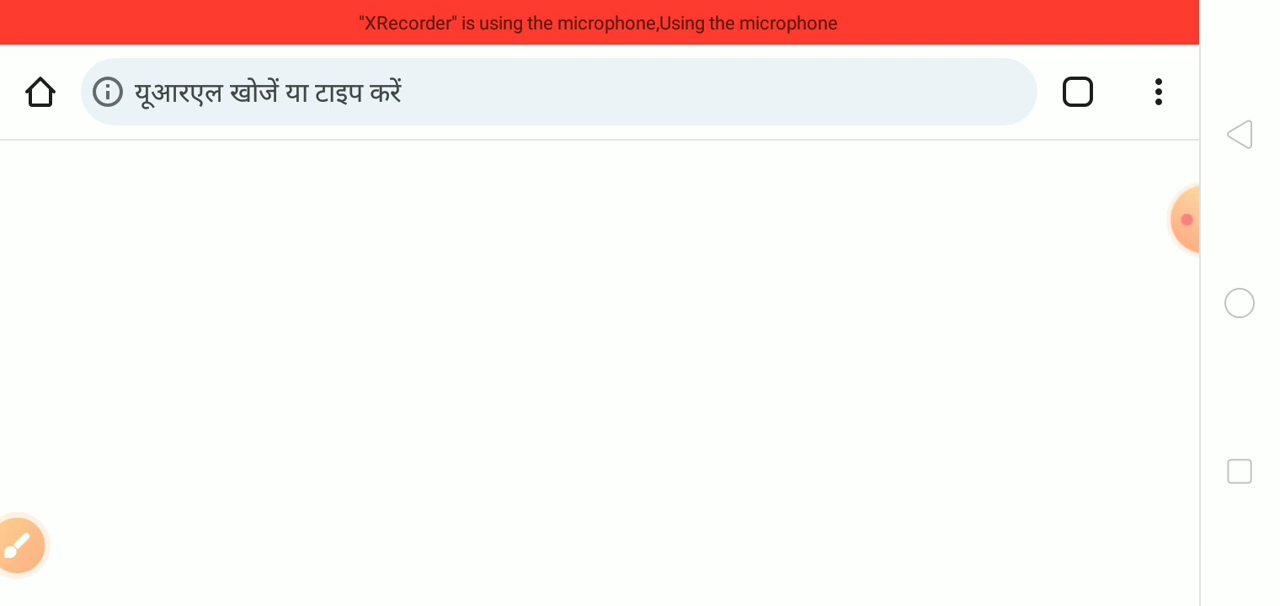 "XRecorder" is using the microphone,Using the microphone
यूआरएल खोजें या टाइप करें